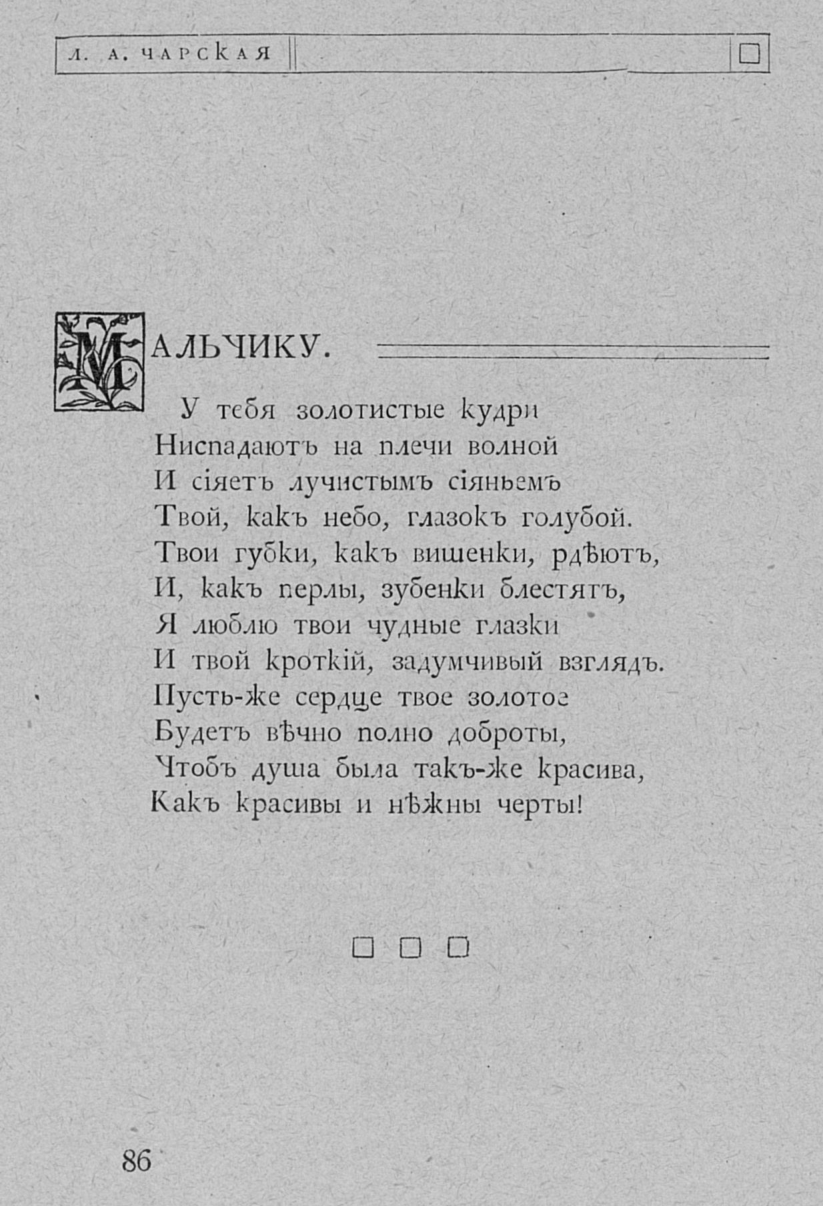 Л. А. ЧАРСКАЯ
МАЛЬЧИКУ.
У тебя золотистые кудри
Ниспадаютъ на плечи волной
И сіяетъ лучистымъ сіяньемъ
Твой, какъ небо, глазокъ голубой.
Твои губки, какъ вишенки, рдѣютъ,
И, какъ перлы, зубенки блестятъ,
Я люблю твои чудные глазки
И твой кроткій, задумчивый взглядъ.
Пусть-же сердце твое золотое
Будетъ вѣчно полно доброты,
Чтобъ душа была такъ-же красива,
Какъ красивы и нѣжны черты!
86